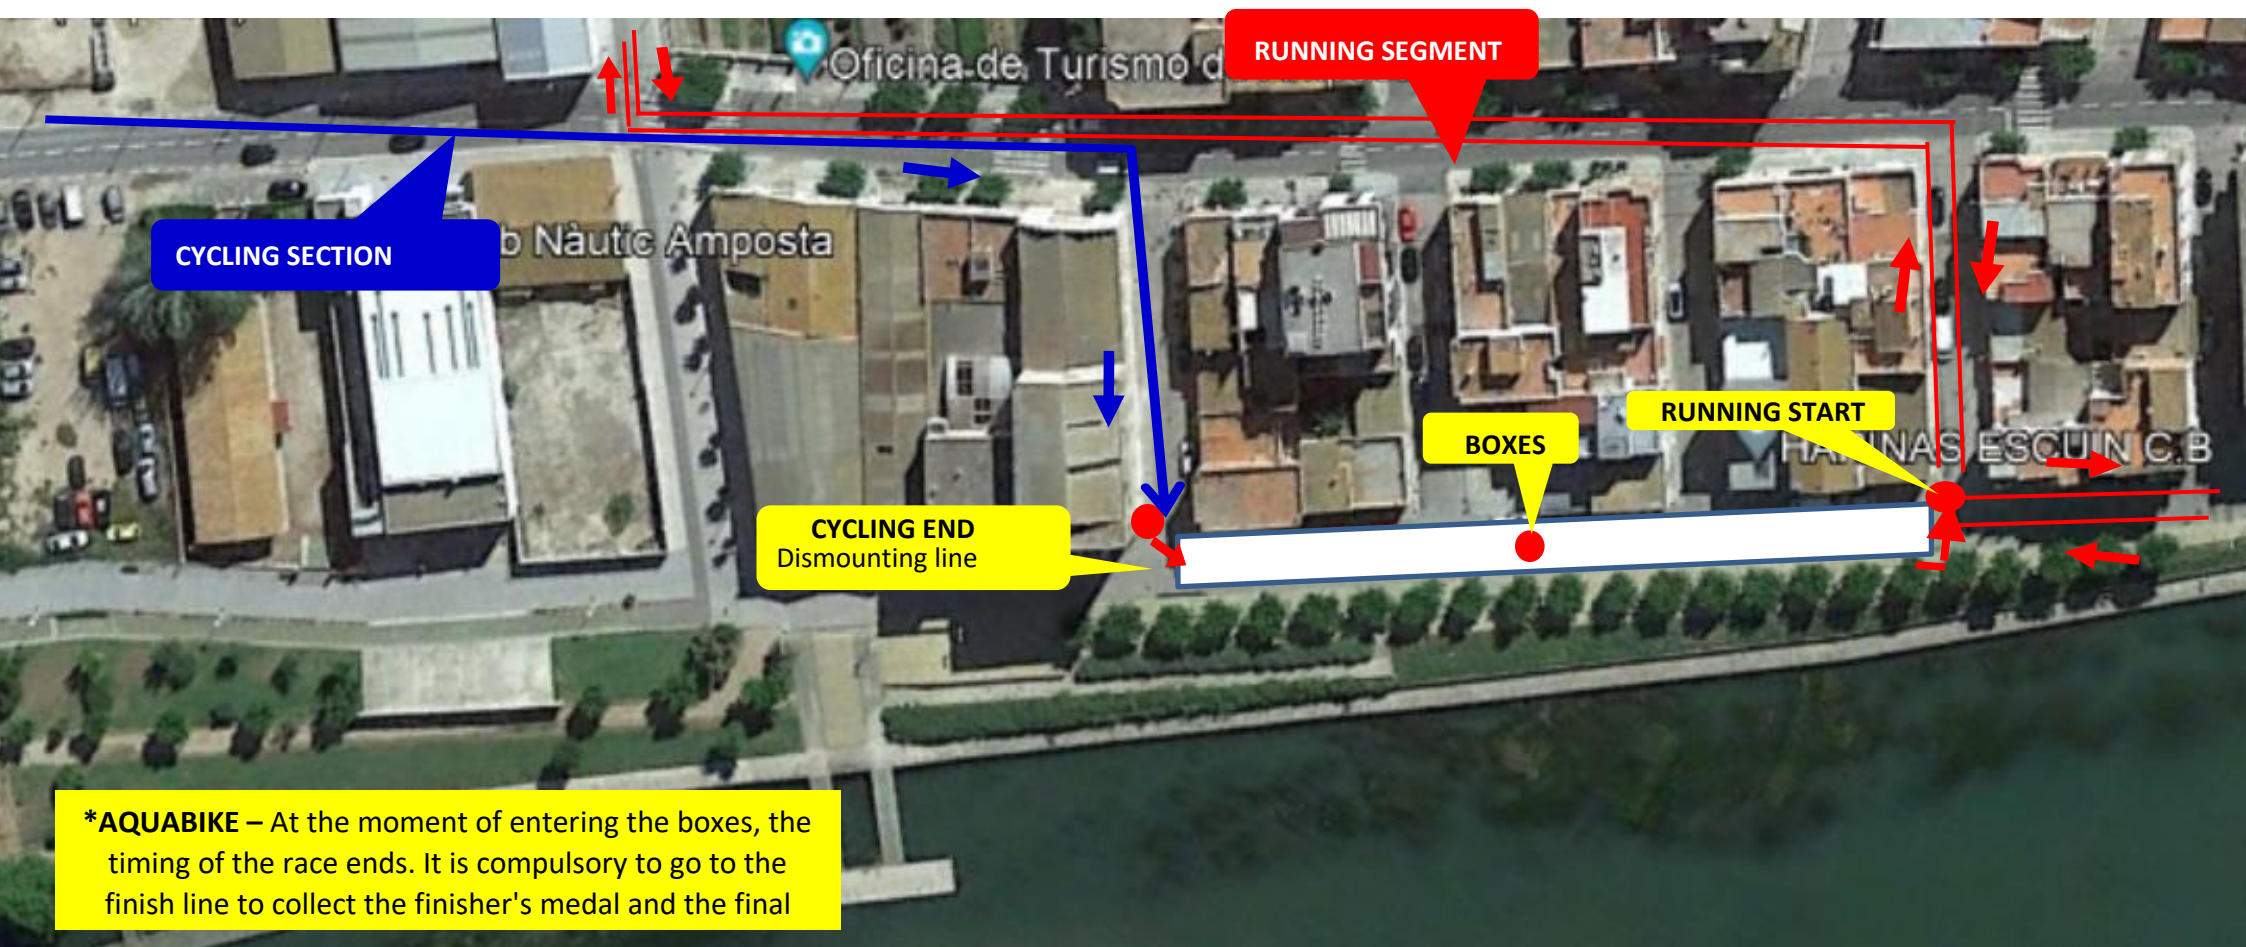 Oficina de Turismo d
RUNNING SEGMENT
CYCLING SECTION
b Nàutic Amposta
RUNNING START
BOXES
HARINAS ESCUIN C.B
CYCLING END
Dismounting line
*AQUABIKE – At the moment of entering the boxes, the
timing of the race ends. It is compulsory to go to the
finish line to collect the finisher's medal and the final